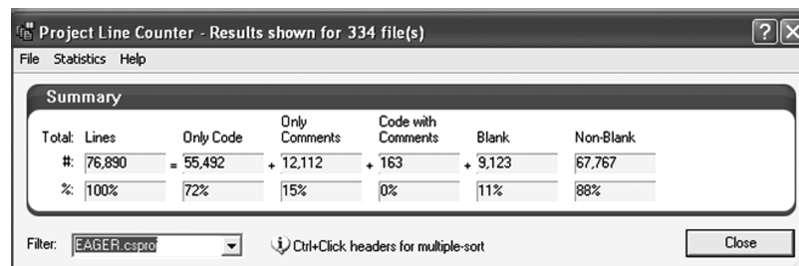 Project Line Counter - Results shown for 334 file(s)
File Statistics Help
Summary
Total: Lines Only Code Only Comments Code with Comments Blank Non-Blank
#: 76,890 = 55,492 + 12,112 + 163 + 9,123 67,767
%: 100% 72% 15% 0% 11% 88%
Filter: EAGER.cspro Ctrl+Click headers for multiple-sort Close